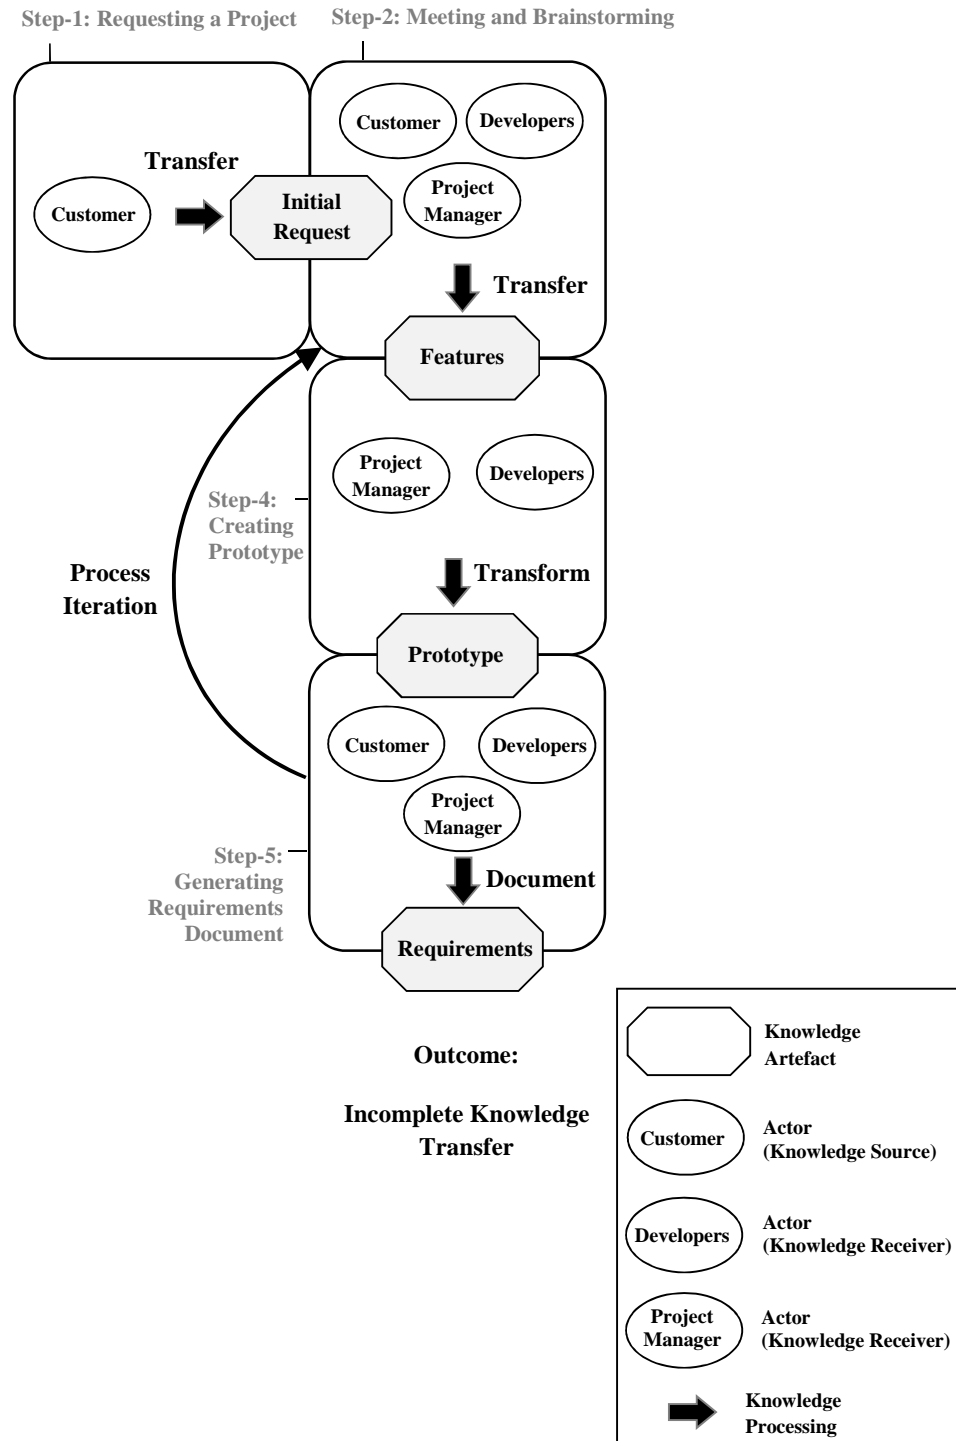 Step-1: Requesting a Project
Step-2: Meeting and Brainstorming
Customer
Developers
Transfer
Project
Manager
Customer
Initial
Request
Transfer
Features
Project
Manager
Developers
Step-4:
Creating
Prototype
Transform
Process
Iteration
Prototype
Customer
Developers
Project
Manager
Step-5:
Generating
Requirements
Document
Document
Requirements
Outcome:
Incomplete Knowledge
Transfer
Knowledge
Artefact
Customer
Actor
(Knowledge Source)
Developers
Actor
(Knowledge Receiver)
Project
Manager
Actor
(Knowledge Receiver)
Knowledge
Processing